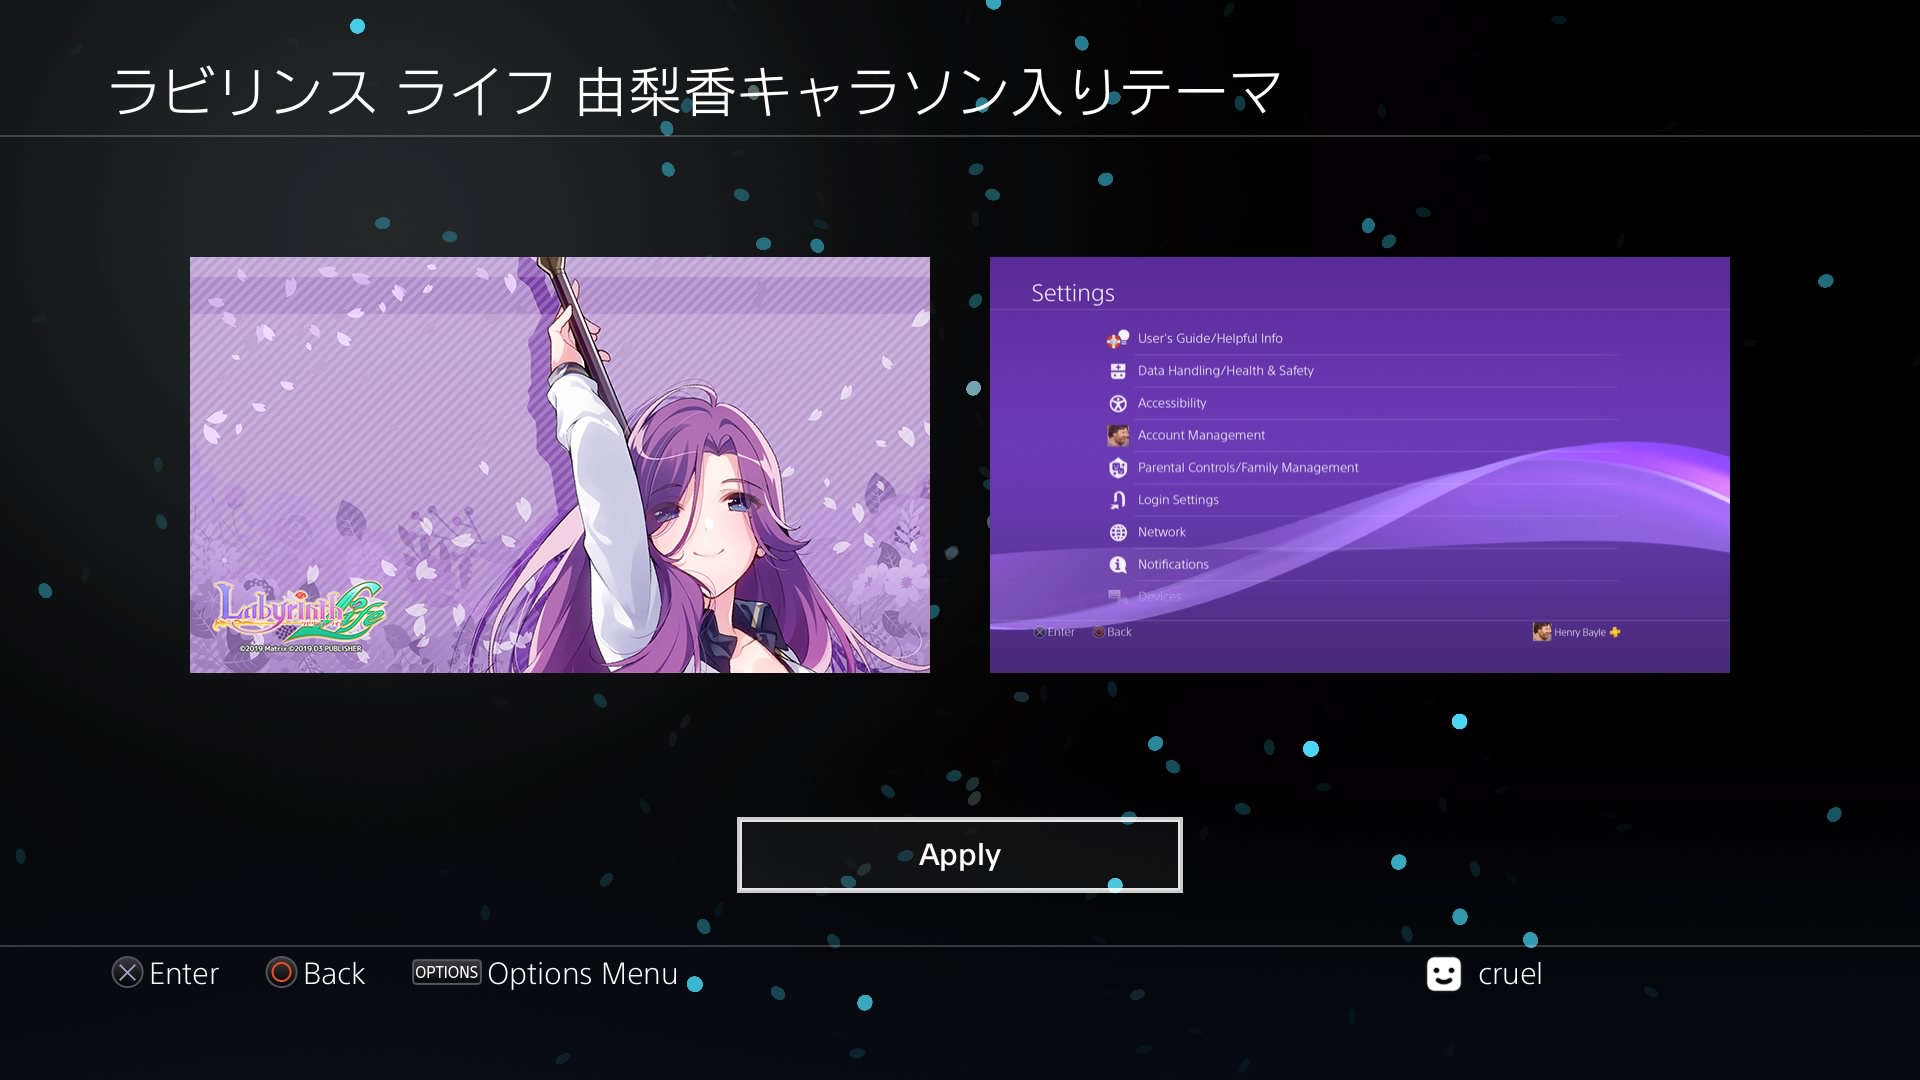 ラビリンス ライフ 由梨香キャラソン入りテーマ
Labyrinth Life
©2019 Matrix ©2019 D3 PUBLISHER
Settings
User's Guide/Helpful Info
Data Handling/Health & Safety
Accessibility
Account Management
Parental Controls/Family Management
Login Settings
Network
Notifications
Devices
Enter
Back
Henry Bayle
Apply
Enter
Back
OPTIONS Options Menu
cruel